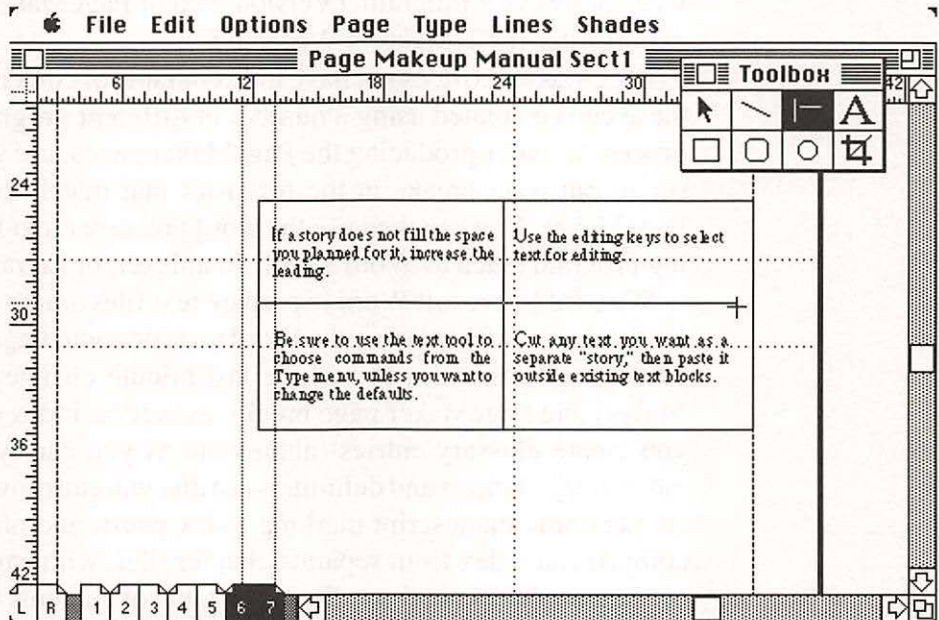 File Edit Options Page Type Lines Shades
Page Makeup Manual Sect1
Toolbox
6 12 18 24 30 42
A
24
If a story does not fill the space
you planned for it, increase the
leading.
Use the editing keys to select
text for editing.
30
Be sure to use the text tool to
choose commands from the
Type menu, unless you want to
change the defaults.
Cut any text you want as a
separate "story," then paste it
outside existing text blocks.
36
42
L R 1 2 3 4 5 6 7